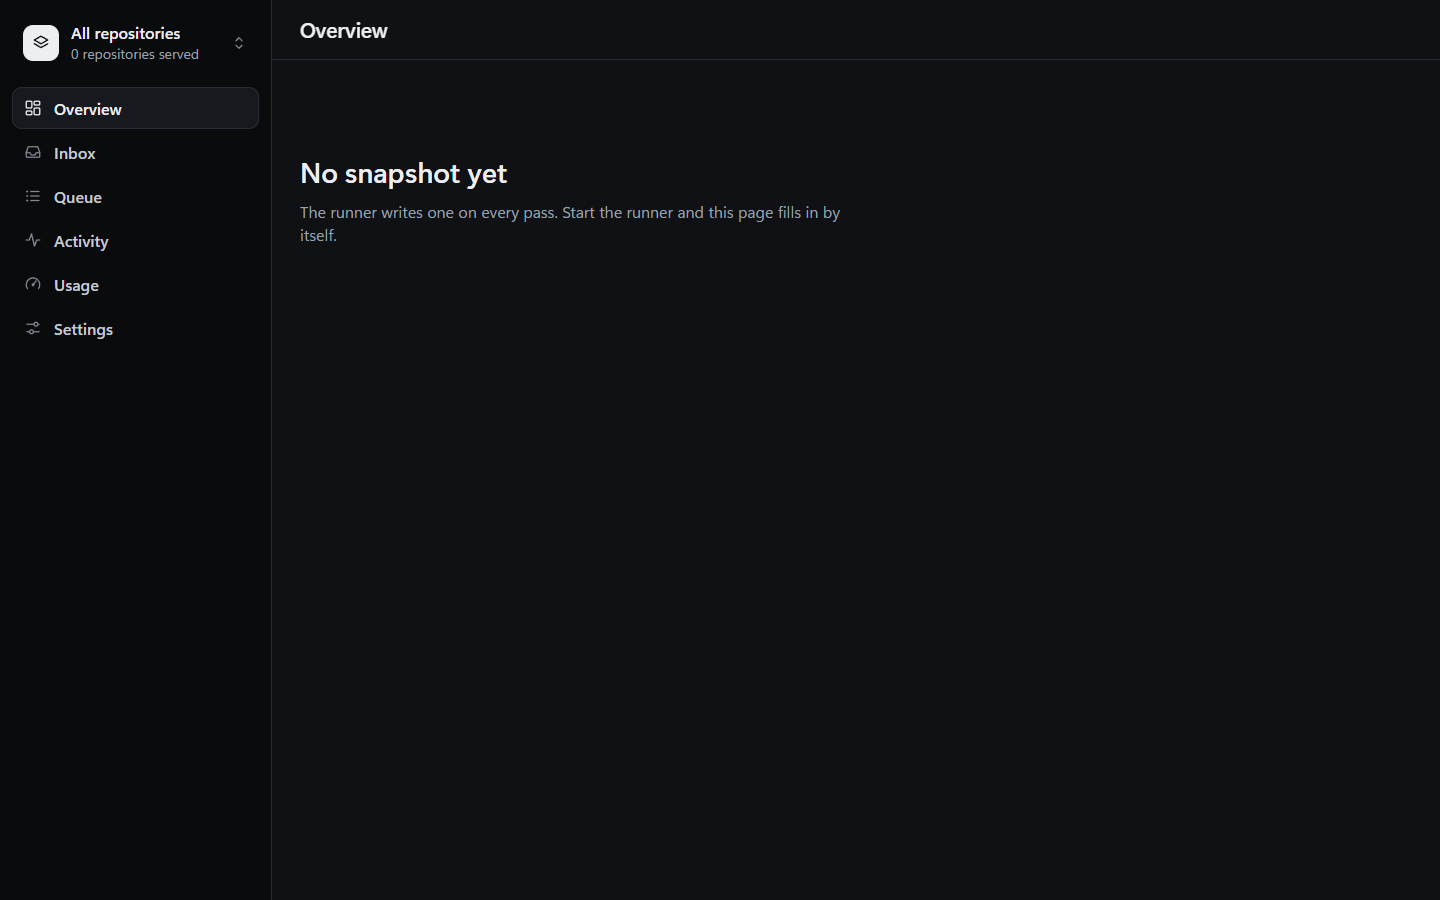 All repositories
0 repositories served
Overview
Inbox
Queue
Activity
Usage
Settings
Overview
No snapshot yet
The runner writes one on every pass. Start the runner and this page fills in by
itself.